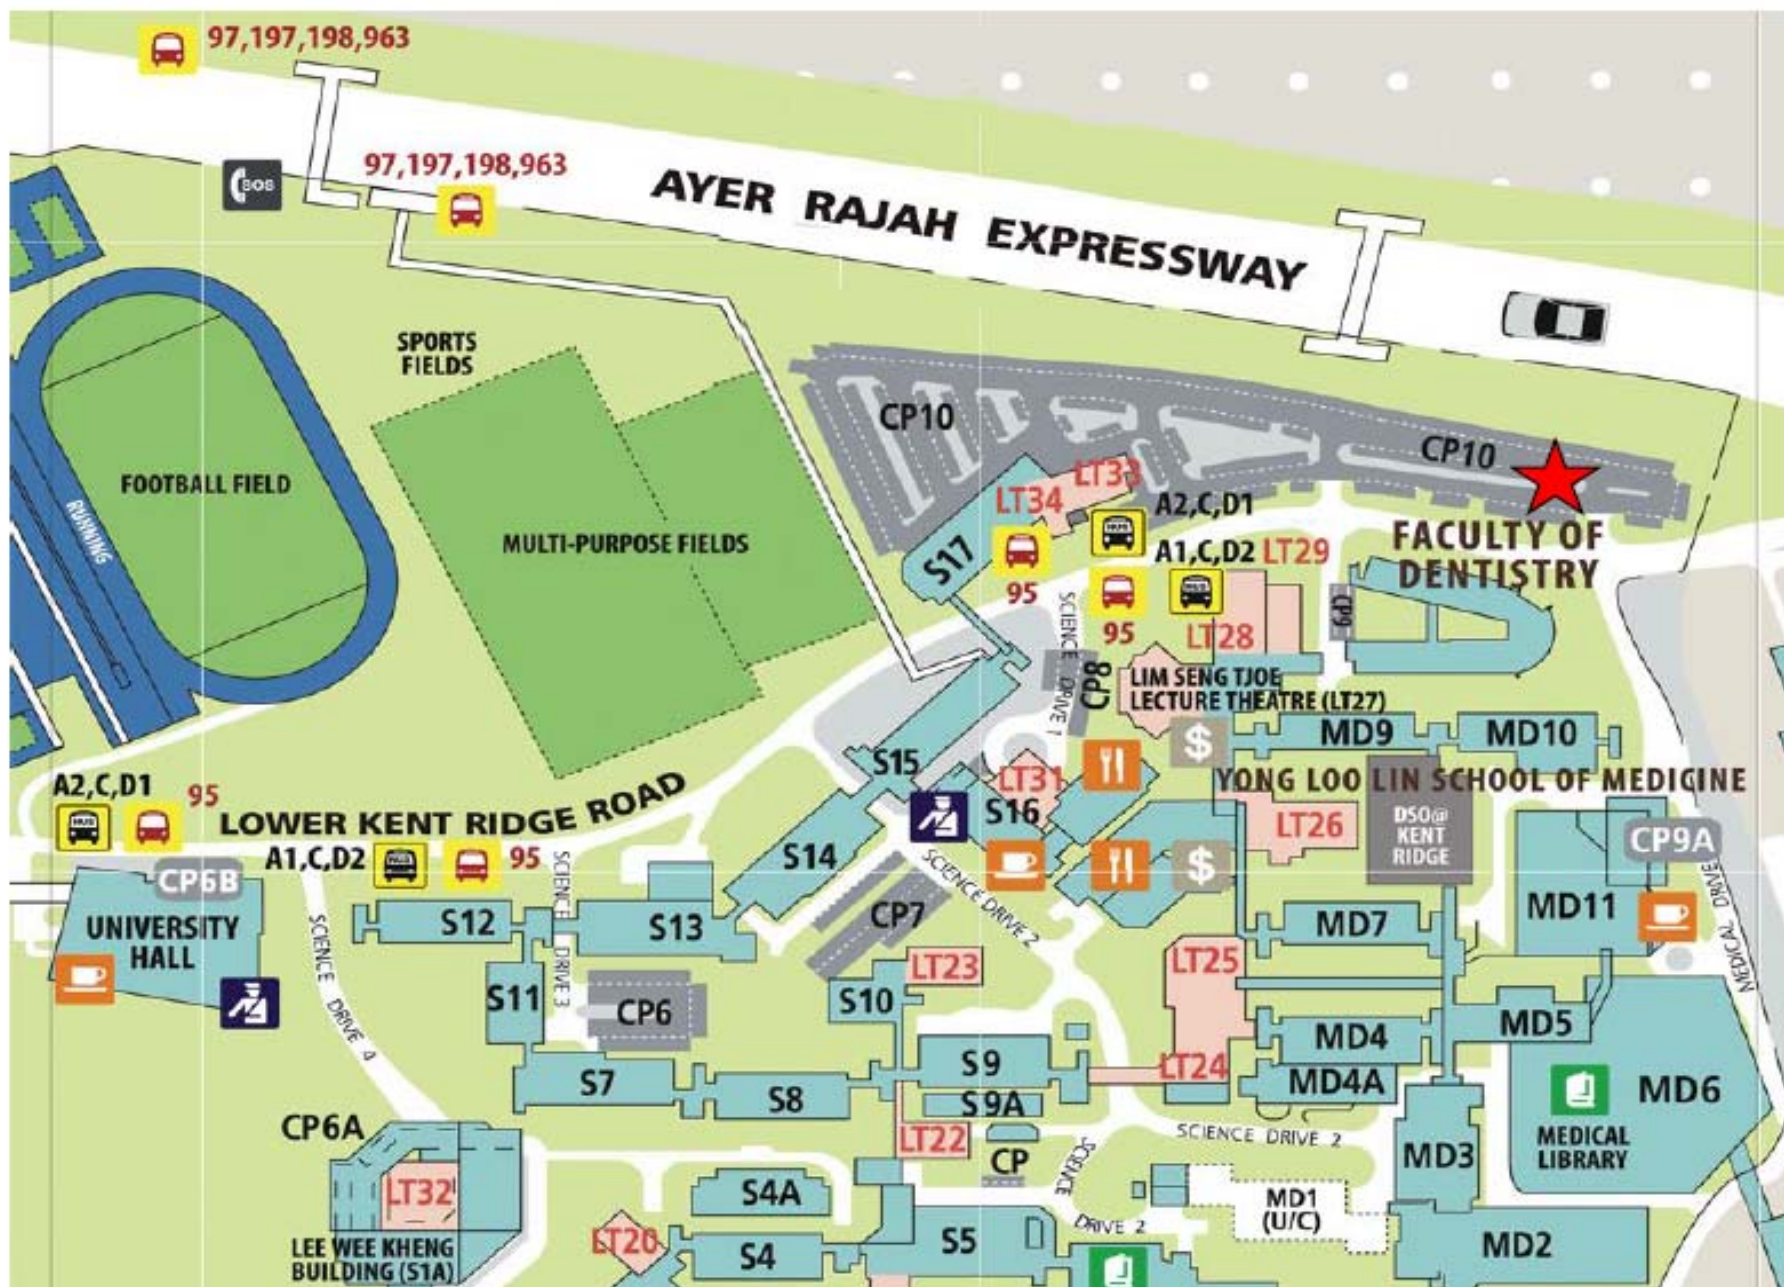 97,197,198,963
97,197,198,963
SOS
AYER RAJAH EXPRESSWAY
SPORTS
FIELDS
CP10
CP10
FOOTBALL FIELD
RUNNING
MULTI-PURPOSE FIELDS
LT33
LT34
A2,C,D1
S17
A1,C,D2
LT29
FACULTY OF
DENTISTRY
95
95
SCIENCE DRIVE 1
LT28
CP9
CP8
LIM SENG TJOE
LECTURE THEATRE (LT27)
MD9
MD10
$
S15
LT31
YONG LOO LIN SCHOOL OF MEDICINE
A2,C,D1
95
LOWER KENT RIDGE ROAD
S16
LT26
DSO@
KENT
RIDGE
CP9A
A1,C,D2
95
S14
$
SCIENCE DRIVE 2
MEDICAL DRIVE
CP6B
UNIVERSITY
HALL
SCIENCE DRIVE 4
SCIENCE DRIVE 3
S12
S13
CP7
MD7
MD11
LT23
LT25
S11
CP6
S10
MD4
MD5
S7
S8
S9
S9A
LT24
MD4A
MD6
CP6A
LT22
CP
SCIENCE DRIVE 2
SCIENCE
DRIVE 2
MD3
MEDICAL
LIBRARY
LT32
S4A
MD1
(U/C)
LEE WEE KHENG
BUILDING (S1A)
LT20
S4
S5
MD2